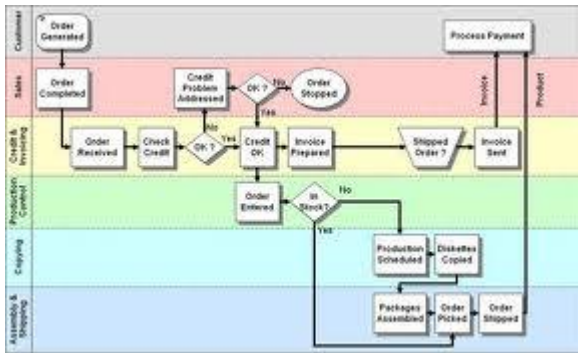 Customer
Order
Generated
Process Payment
Sales
Order
Completed
Credit
Problem
Addressed
OK ?
No
Order
Stopped
Yes
Invoice
Product
Credit &
Invoicing
Order
Received
Check
Credit
No
OK ?
Yes
Credit
OK
Invoice
Prepared
Shipped
Order ?
Invoice
Sent
Production
Control
Order
Entered
In
Stock?
No
Yes
Copying
Production
Scheduled
Diskettes
Copied
Assembly &
Shipping
Packages
Assembled
Order
Picked
Order
Shipped